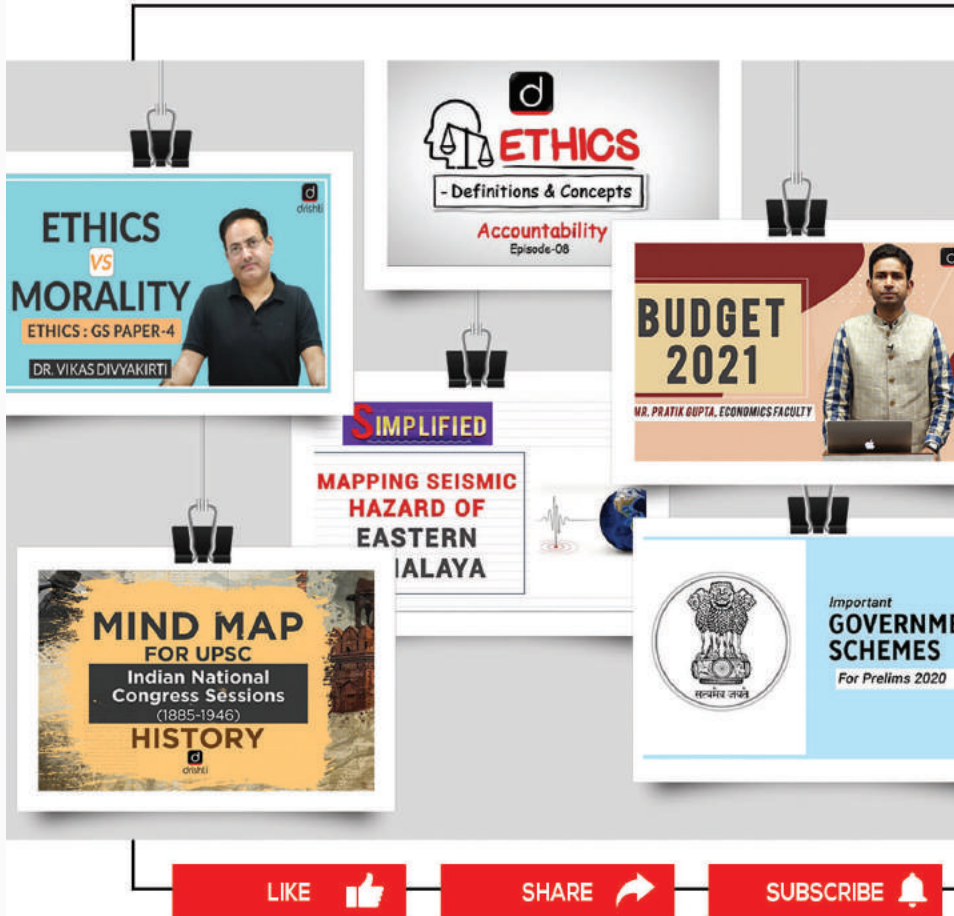 d
ETHICS
- Definitions & Concepts
Accountability
Episode-08
d
drishti
ETHICS
VS
MORALITY
ETHICS : GS PAPER-4
DR. VIKAS DIVYAKIRTI
BUDGET
2021
MR. PRATIK GUPTA, ECONOMICS FACULTY
SIMPLIFIED
MAPPING SEISMIC
HAZARD OF
EASTERN
ALAYA
MIND MAP
FOR UPSC
Indian National
Congress Sessions
(1885-1946)
HISTORY
d
drishti
सत्यमेव जयते
Important
GOVERNME
SCHEMES
For Prelims 2020
LIKE
SHARE
SUBSCRIBE